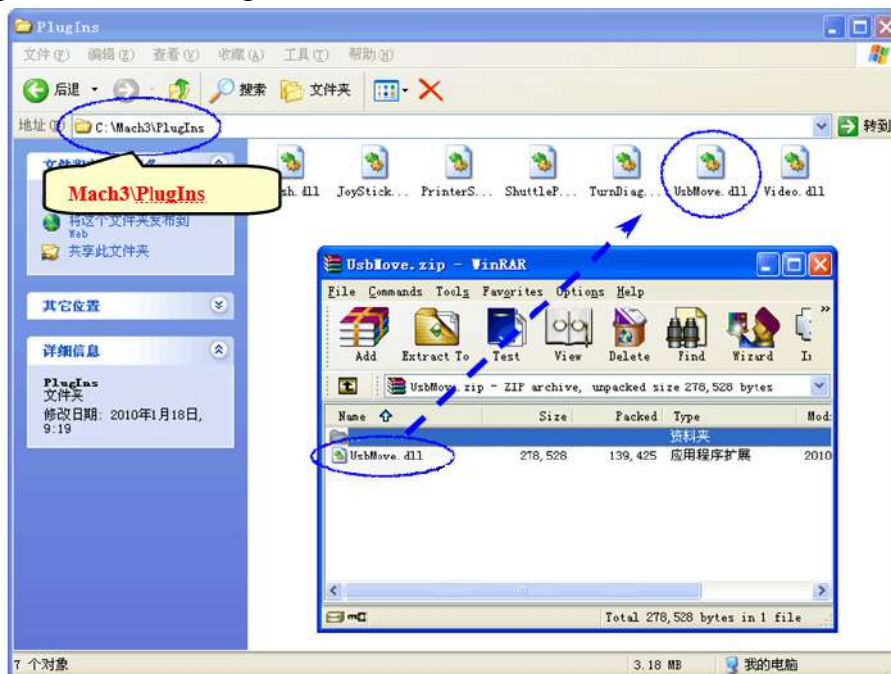 PlugIns
文件(F) 编辑(E) 查看(V) 收藏(A) 工具(T) 帮助(H)
后退 搜索 文件夹
地址(D) C:\Mach3\PlugIns 转到
sh.dll JoyStick... PrinterS... ShuttleP... TurnDiag... UsbMove.dll Video.dll
Mach3\PlugIns
将这个文件夹发布到
Web
共享此文件夹
其它位置
详细信息
PlugIns
文件夹
修改日期: 2010年1月18日,
9:19
UsbMove.zip - WinRAR
File Commands Tools Favorites Options Help
Add Extract To Test View Delete Find Wizard
UsbMove.zip - ZIP archive, unpacked size 278,528 bytes
Name Size Packed Type Mod
.. 资料夹
UsbMove.dll 278,528 139,425 应用程序扩展 2010
Total 278,528 bytes in 1 file
7 个对象 3.18 MB 我的电脑